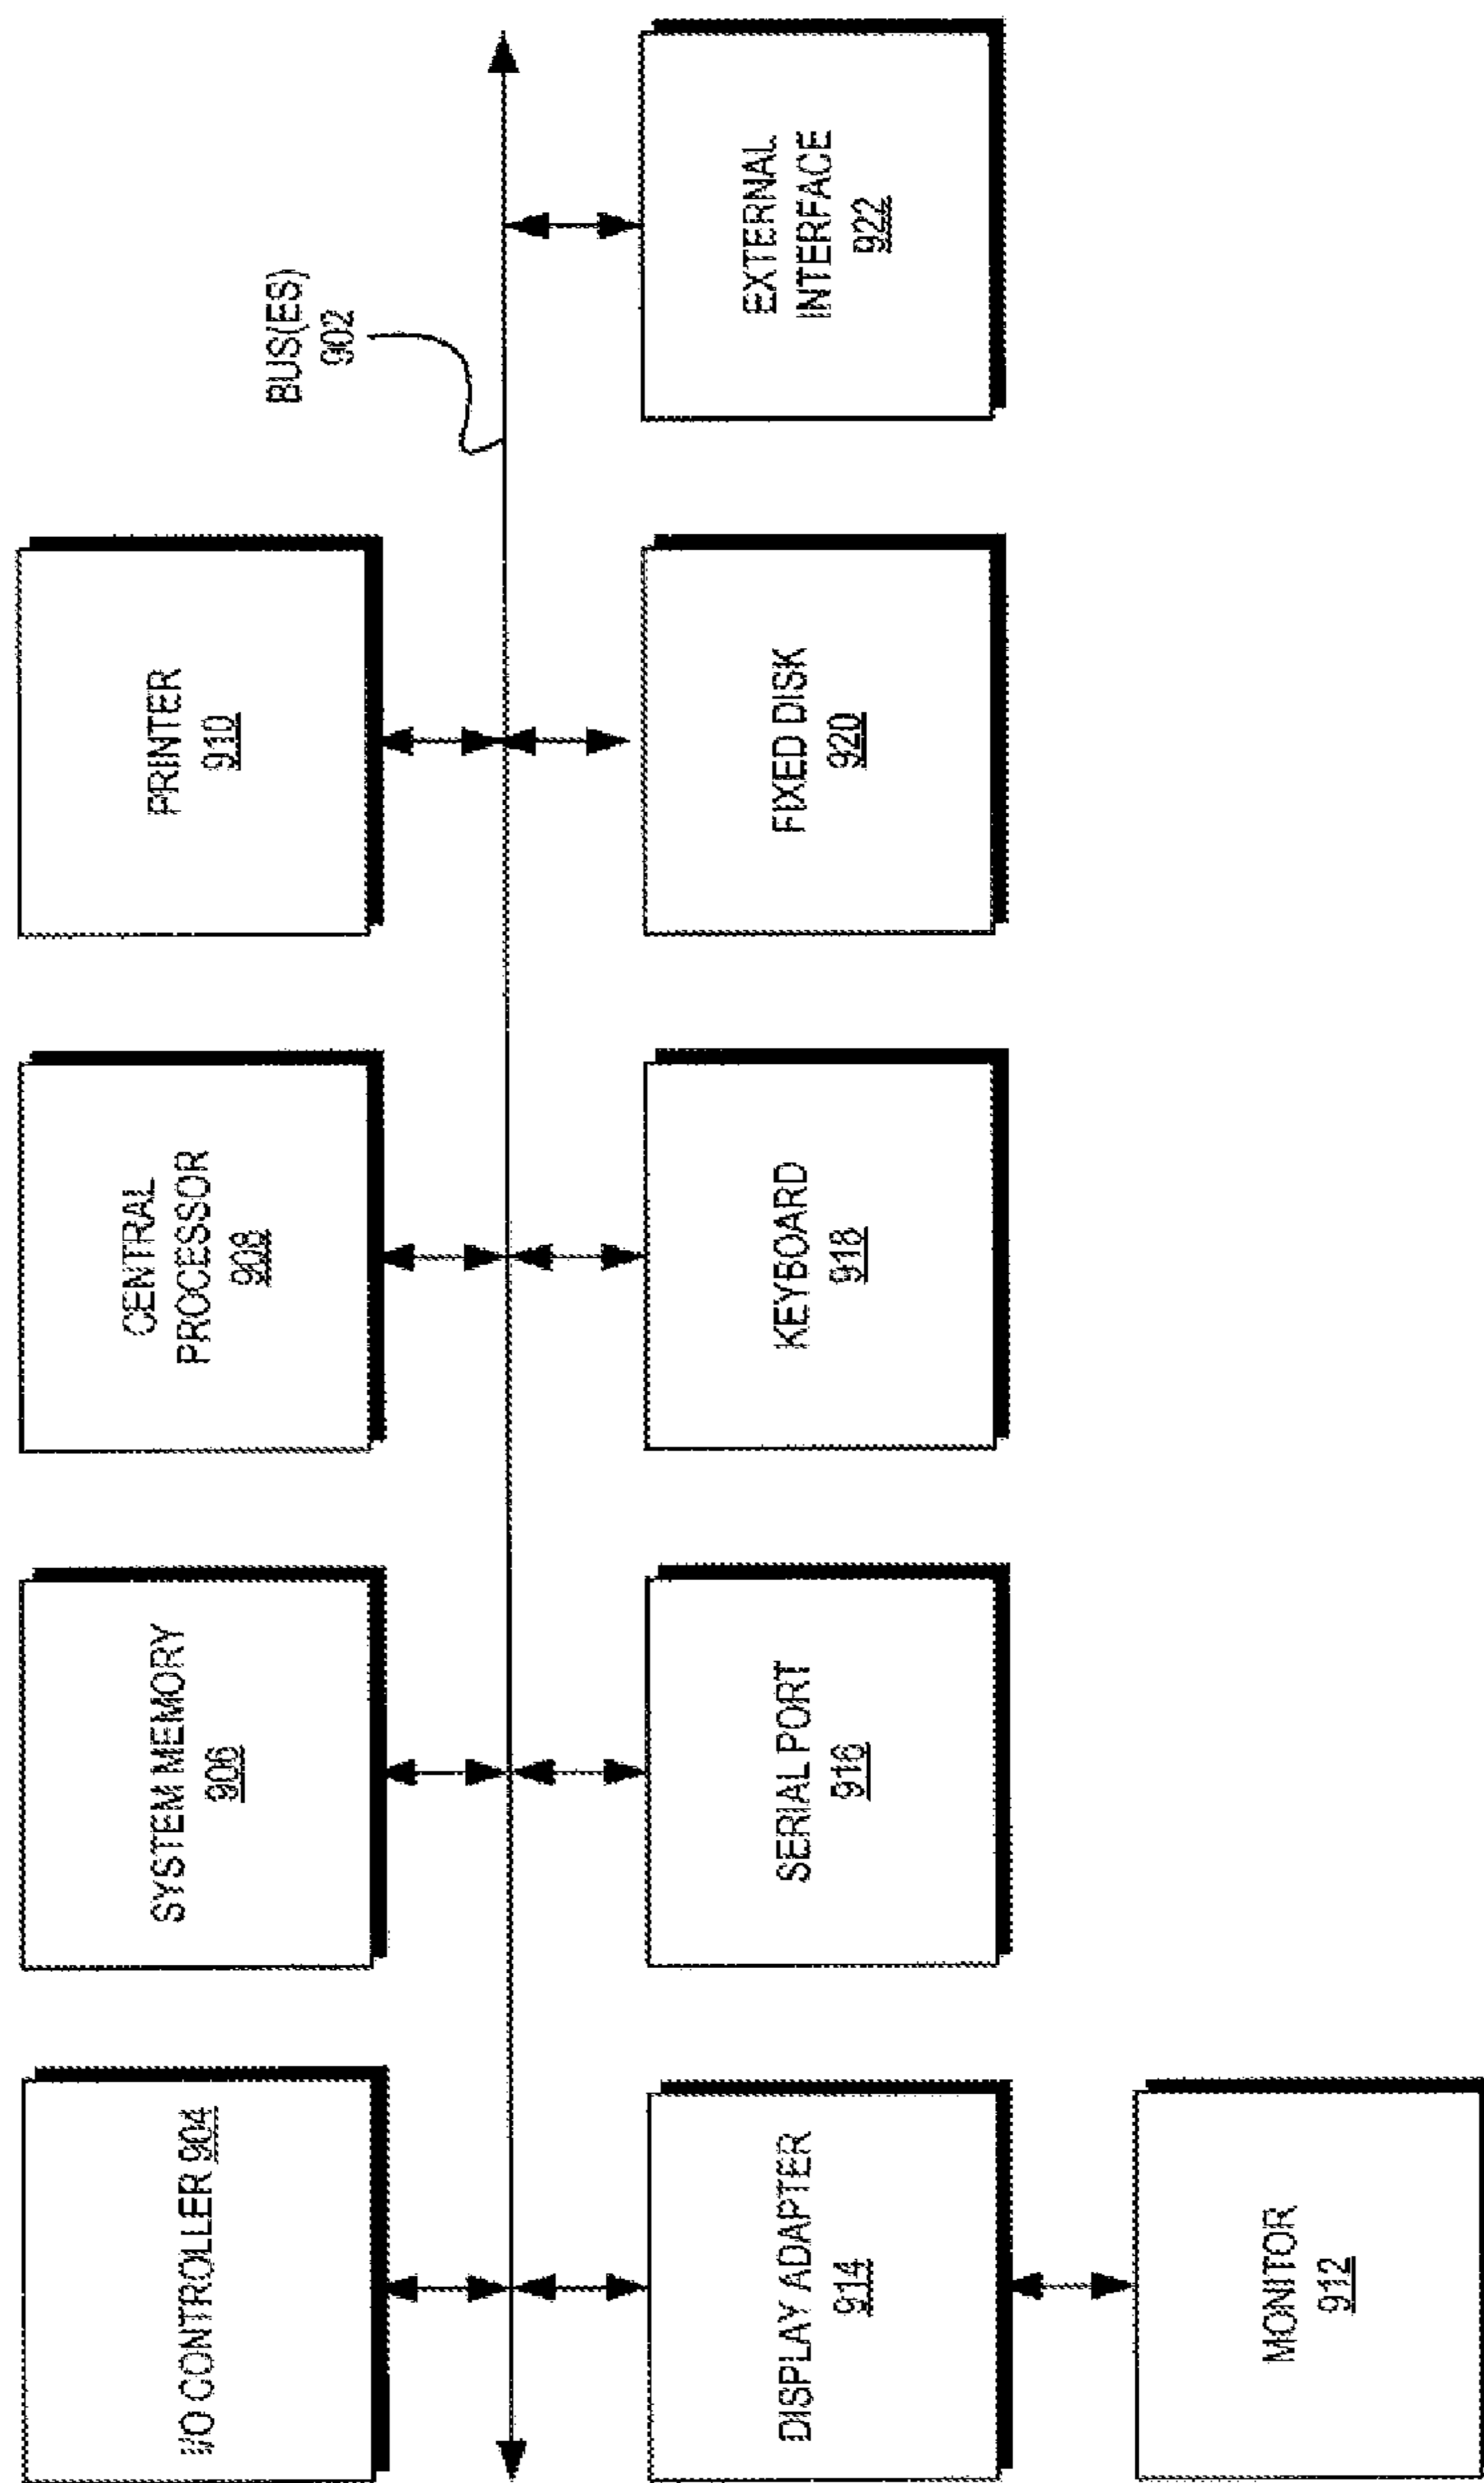 I/O CONTROLLER 904
SYSTEM MEMORY
906
CENTRAL
PROCESSOR
908
PRINTER
910
BUS(ES)
902
DISPLAY ADAPTER
914
SERIAL PORT
916
KEYBOARD
918
FIXED DISK
920
EXTERNAL
INTERFACE
922
MONITOR
912